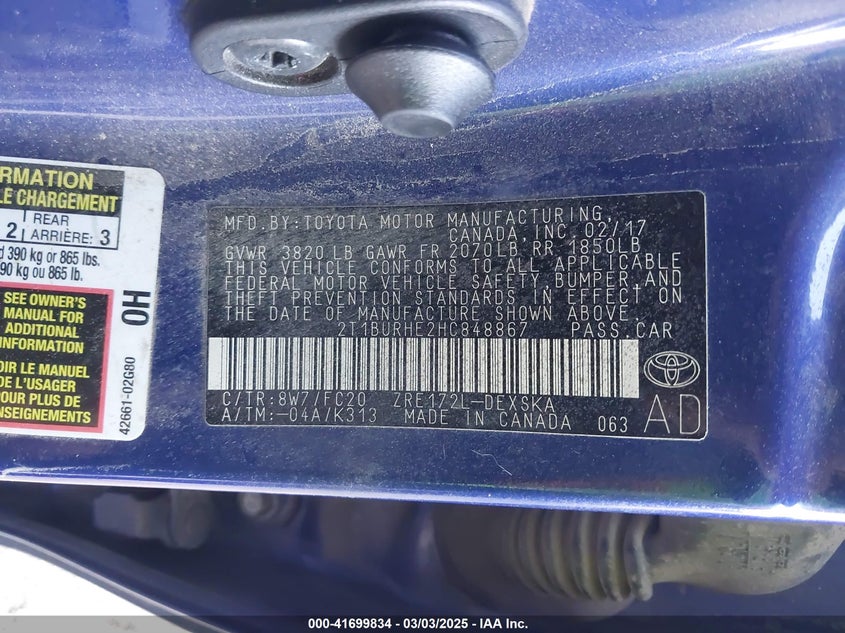 RMATION
LE CHARGEMENT
2 REAR ARRIÈRE: 3
d 390 kg or 865 lbs.
90 kg ou 865 lb.
SEE OWNER'S
MANUAL FOR
ADDITIONAL
INFORMATION
OIR LE MANUEL
DE L'USAGER
POUR PLUS DE
NSEIGNEMENTS
0H
42661-02G80
MFD.BY:TOYOTA MOTOR MANUFACTURING,
CANADA, INC. 02/17
GVWR 3820 LB GAWR FR 2070LB RR 1850LB
THIS VEHICLE CONFORMS TO ALL APPLICABLE
FEDERAL MOTOR VEHICLE SAFETY, BUMPER, AND
THEFT PREVENTION STANDARDS IN EFFECT ON
THE DATE OF MANUFACTURE SHOWN ABOVE.
2T1BURHE2HC848867 PASS.CAR
C/TR:8W7/FC20 ZRE172L-DEXSKA
A/TM:-04A/K313 MADE IN CANADA 063
AD
000-41699834 - 03/03/2025 - IAA Inc.